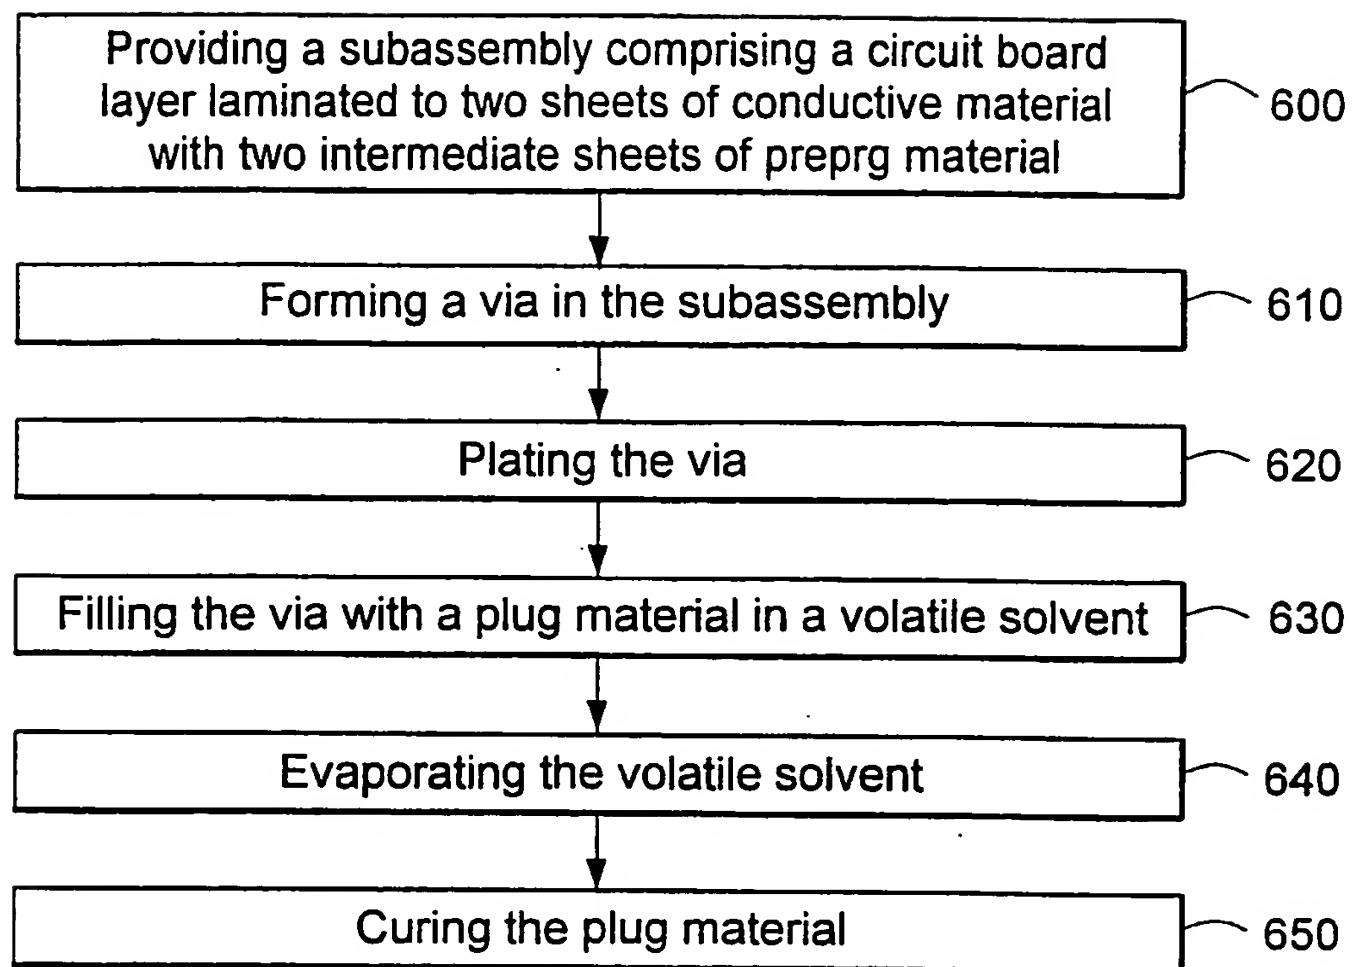 Providing a subassembly comprising a circuit board
layer laminated to two sheets of conductive material
with two intermediate sheets of preprg material
600
Forming a via in the subassembly
610
Plating the via
620
Filling the via with a plug material in a volatile solvent
630
Evaporating the volatile solvent
640
Curing the plug material
650